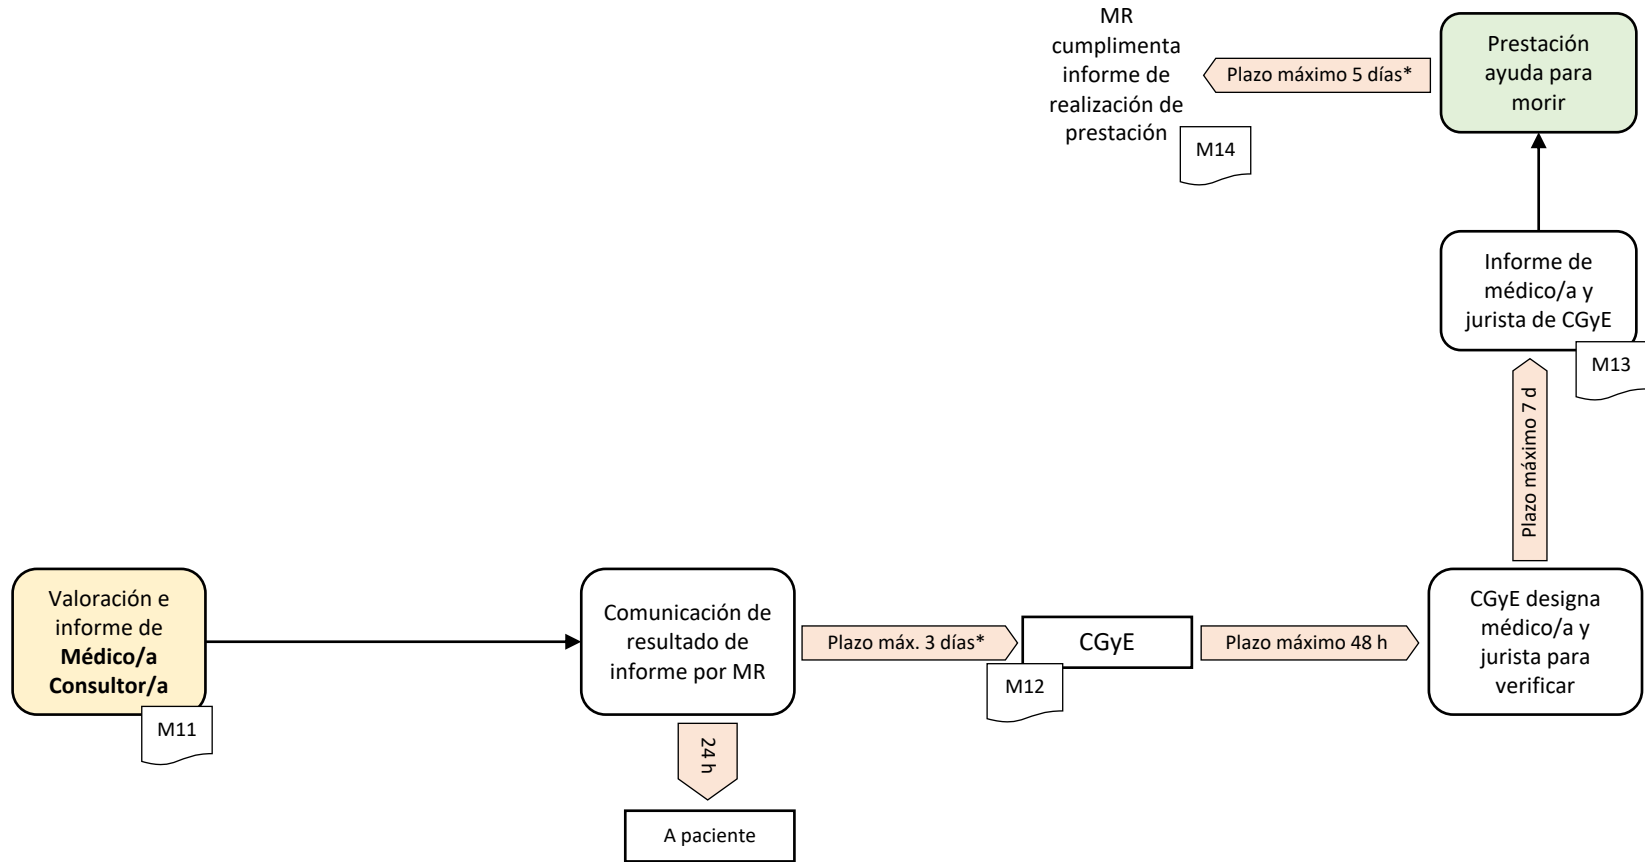 MR
cumplimenta
informe de
realización de
prestación
M14
Plazo máximo 5 días*
Prestación
ayuda para
morir
Informe de
médico/a y
jurista de CGyE
M13
Plazo máximo 7 d
Valoración e
informe de
Médico/a
Consultor/a
M11
Comunicación de
resultado de
informe por MR
Plazo máx. 3 días*
CGyE
M12
Plazo máximo 48 h
CGyE designa
médico/a y
jurista para
verificar
24 h
A paciente